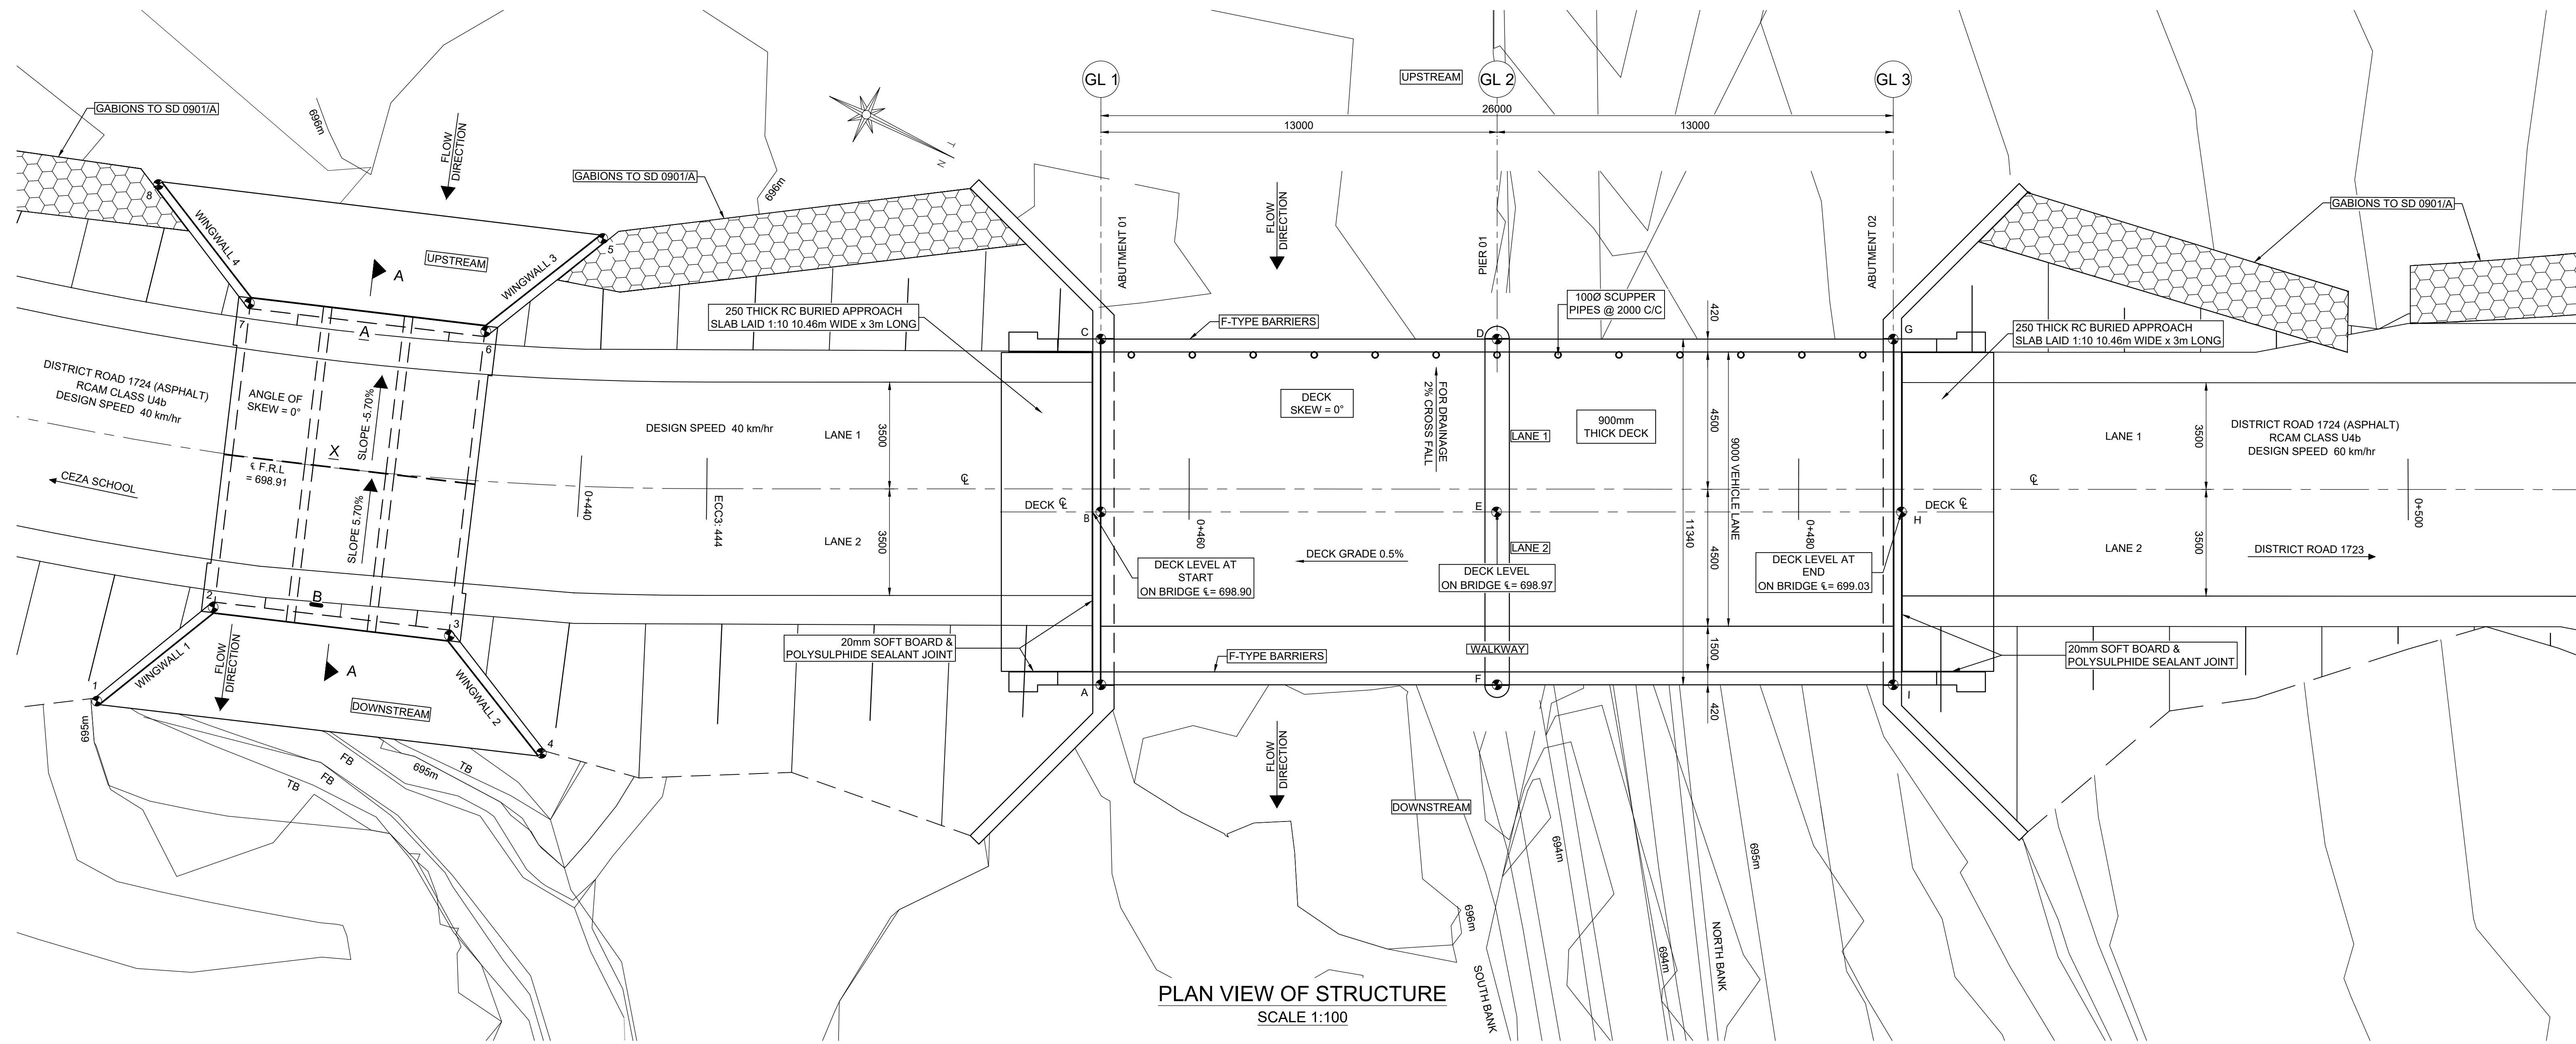 GABIONS TO SD 0901/A
696m
FLOW
DIRECTION
T
N
GABIONS TO SD 0901/A
696m
GL 1
GL 2
GL 3
UPSTREAM
26000
13000
13000
ABUTMENT 01
FLOW
DIRECTION
PIER 01
ABUTMENT 02
GABIONS TO SD 0901/A
8
WINGWALL 4
UPSTREAM
A
5
WINGWALL 3
7
A
6
250 THICK RC BURIED APPROACH
SLAB LAID 1:10 10.46m WIDE x 3m LONG
F-TYPE BARRIERS
C
D
G
100Ø SCUPPER
PIPES @ 2000 C/C
420
250 THICK RC BURIED APPROACH
SLAB LAID 1:10 10.46m WIDE x 3m LONG
DISTRICT ROAD 1724 (ASPHALT)
RCAM CLASS U4b
DESIGN SPEED 40 km/hr
ANGLE OF
SKEW = 0°
SLOPE -5.70%
X
℄ F.R.L
= 698.91
CEZA SCHOOL
SLOPE 5.70%
DESIGN SPEED 40 km/hr
LANE 1
3500
0+440
ECC3: 444
LANE 2
3500
℄
DECK ℄
B
DECK
SKEW = 0°
FOR DRAINAGE
2% CROSS FALL
LANE 1
900mm
THICK DECK
4500
9000 VEHICLE LANE
11340
4500
E
0+460
0+480
DECK GRADE 0.5%
LANE 2
DECK LEVEL AT
START
ON BRIDGE ℄= 698.90
DECK LEVEL
ON BRIDGE ℄= 698.97
DECK LEVEL AT
END
ON BRIDGE ℄= 699.03
DECK ℄
H
℄
LANE 1
3500
DISTRICT ROAD 1724 (ASPHALT)
RCAM CLASS U4b
DESIGN SPEED 60 km/hr
0+500
LANE 2
3500
DISTRICT ROAD 1723
2
B
3
1
WINGWALL 1
FLOW
DIRECTION
A
WINGWALL 2
DOWNSTREAM
4
695m
FB
TB
FB
TB
695m
20mm SOFT BOARD &
POLYSULPHIDE SEALANT JOINT
F-TYPE BARRIERS
A
WALKWAY
F
1500
420
I
20mm SOFT BOARD &
POLYSULPHIDE SEALANT JOINT
FLOW
DIRECTION
DOWNSTREAM
694m
695m
696m
694m
NORTH BANK
SOUTH BANK
PLAN VIEW OF STRUCTURE
SCALE 1:100